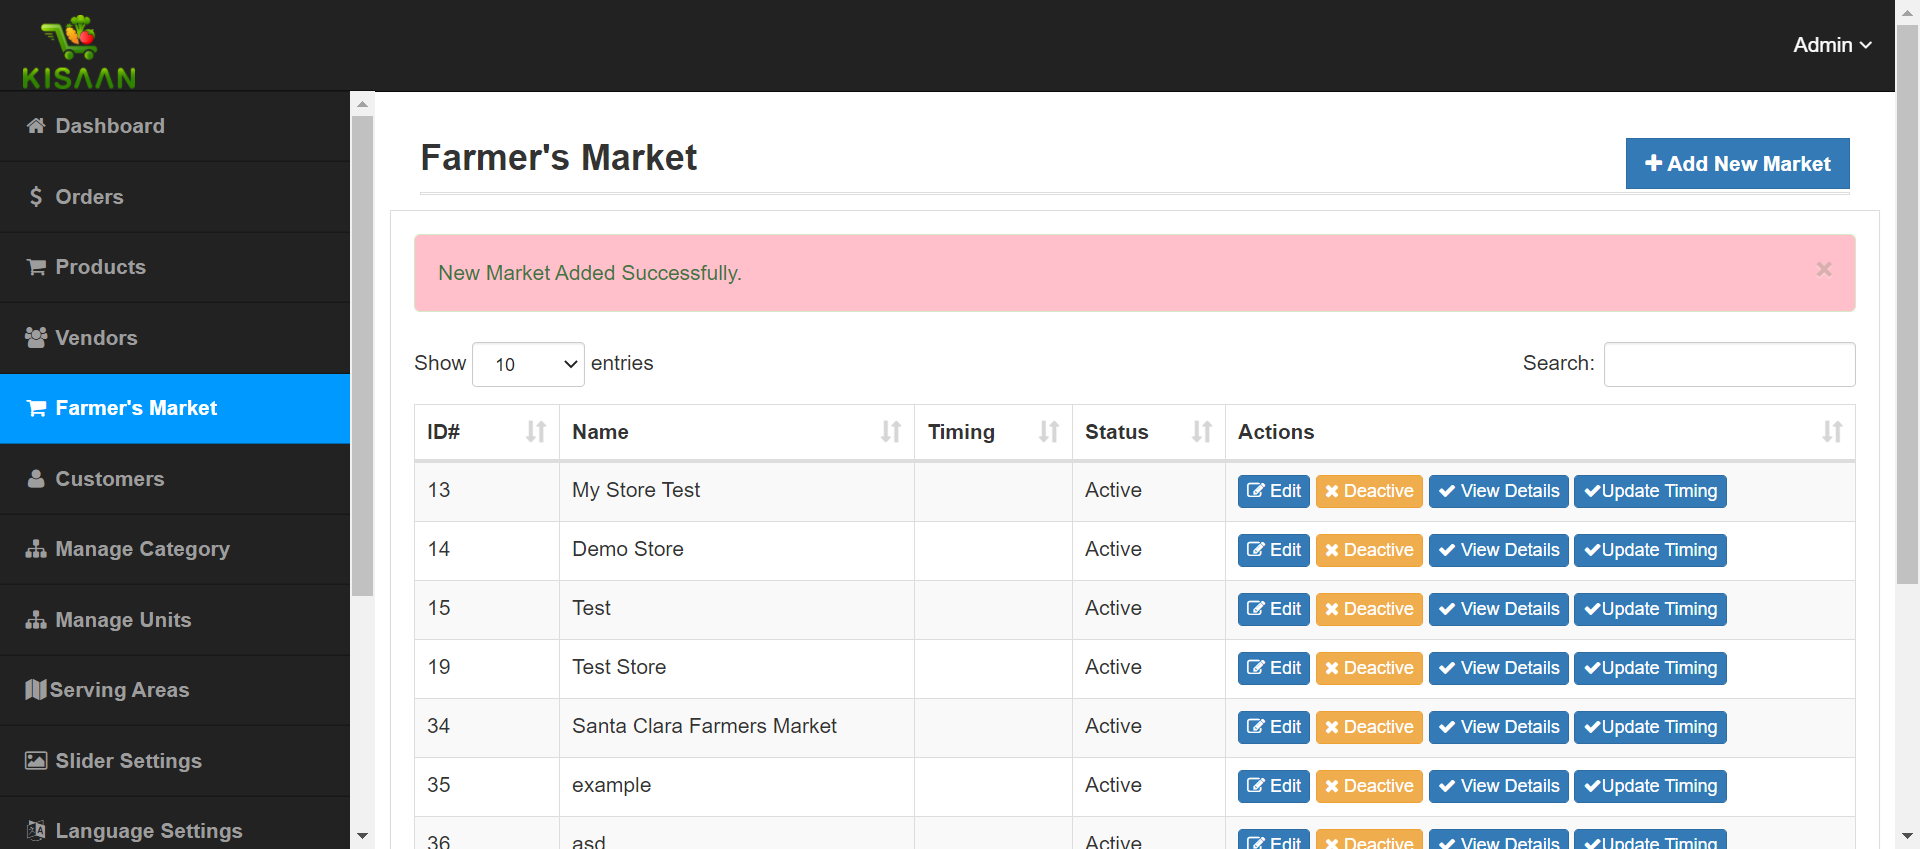 KISAAN
Admin
Dashboard
Orders
Products
Vendors
Farmer's Market
Customers
Manage Category
Manage Units
Serving Areas
Slider Settings
Language Settings
Farmer's Market
Add New Market
New Market Added Successfully.
×
Show 10 entries
Search:
ID# Name Timing Status Actions
13 My Store Test Active Edit Deactive View Details Update Timing
14 Demo Store Active Edit Deactive View Details Update Timing
15 Test Active Edit Deactive View Details Update Timing
19 Test Store Active Edit Deactive View Details Update Timing
34 Santa Clara Farmers Market Active Edit Deactive View Details Update Timing
35 example Active Edit Deactive View Details Update Timing
36 asd Active Edit Deactive View Details Update Timing